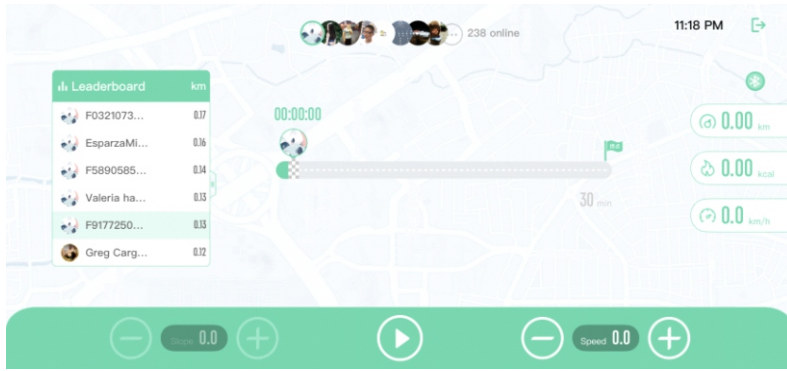 238 online
11:18 PM
Leaderboard km
F0321073... 0.17
EsparzaMi... 0.16
F5890585... 0.14
Valeria ha... 0.13
F9177250... 0.13
Greg Carg... 0.12
00:00:00
30 min
0.00 km
0.00 kcal
0.0 km/h
Slope 0.0
Speed 0.0